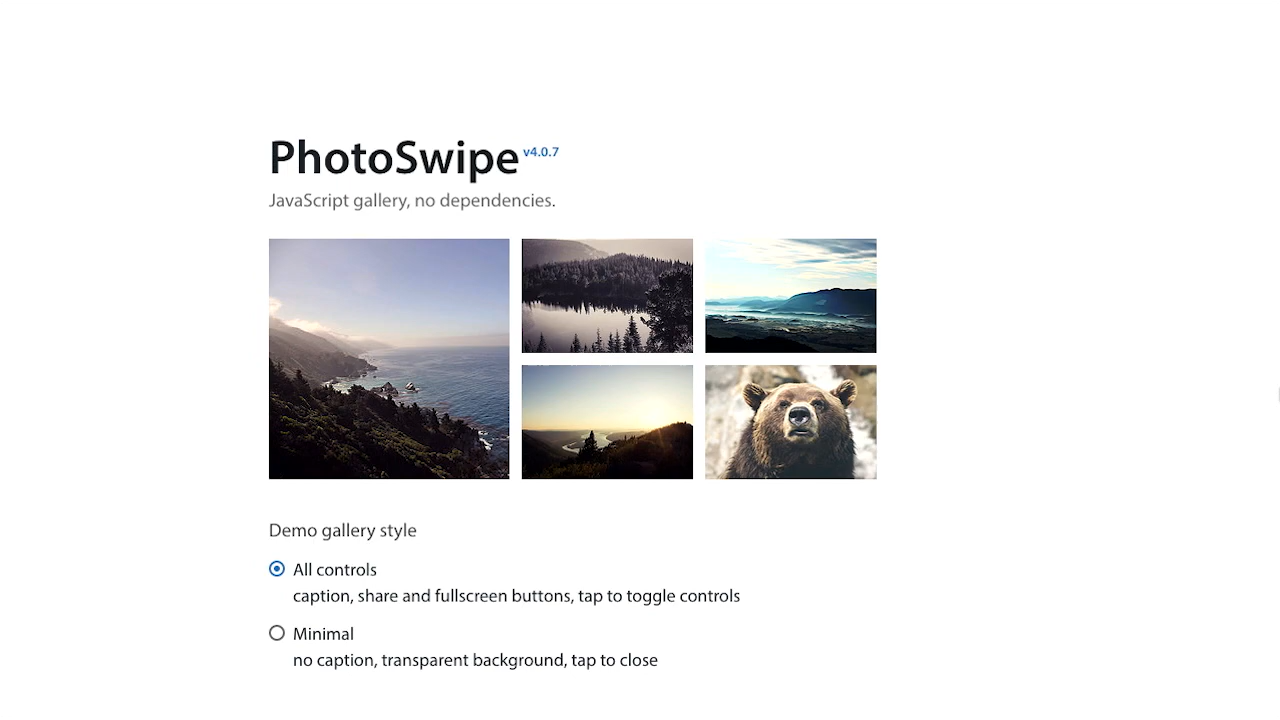 PhotoSwipe v4.0.7
JavaScript gallery, no dependencies.
Demo gallery style
All controls
caption, share and fullscreen buttons, tap to toggle controls
Minimal
no caption, transparent background, tap to close